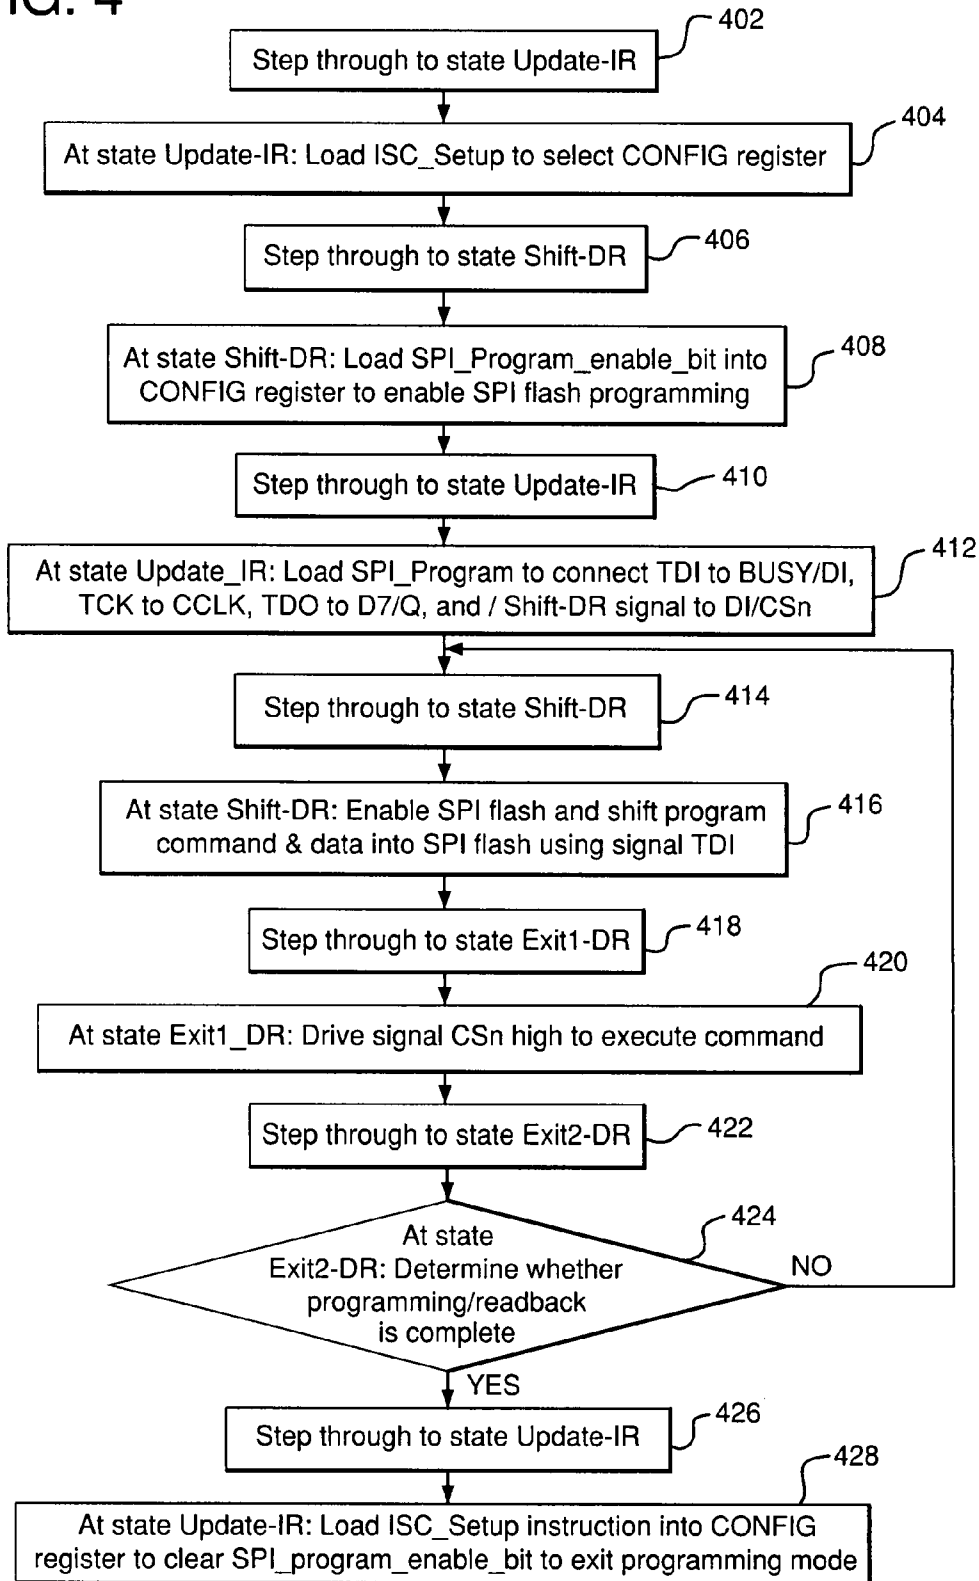 FIG. 4
402
Step through to state Update-IR
404
At state Update-IR: Load ISC_Setup to select CONFIG register
406
Step through to state Shift-DR
408
At state Shift-DR: Load SPI_Program_enable_bit into
CONFIG register to enable SPI flash programming
410
Step through to state Update-IR
412
At state Update_IR: Load SPI_Program to connect TDI to BUSY/DI,
TCK to CCLK, TDO to D7/Q, and / Shift-DR signal to DI/CSn
414
Step through to state Shift-DR
416
At state Shift-DR: Enable SPI flash and shift program
command & data into SPI flash using signal TDI
418
Step through to state Exit1-DR
420
At state Exit1_DR: Drive signal CSn high to execute command
422
Step through to state Exit2-DR
424
At state
Exit2-DR: Determine whether
programming/readback
is complete
NO
YES
426
Step through to state Update-IR
428
At state Update-IR: Load ISC_Setup instruction into CONFIG
register to clear SPI_program_enable_bit to exit programming mode